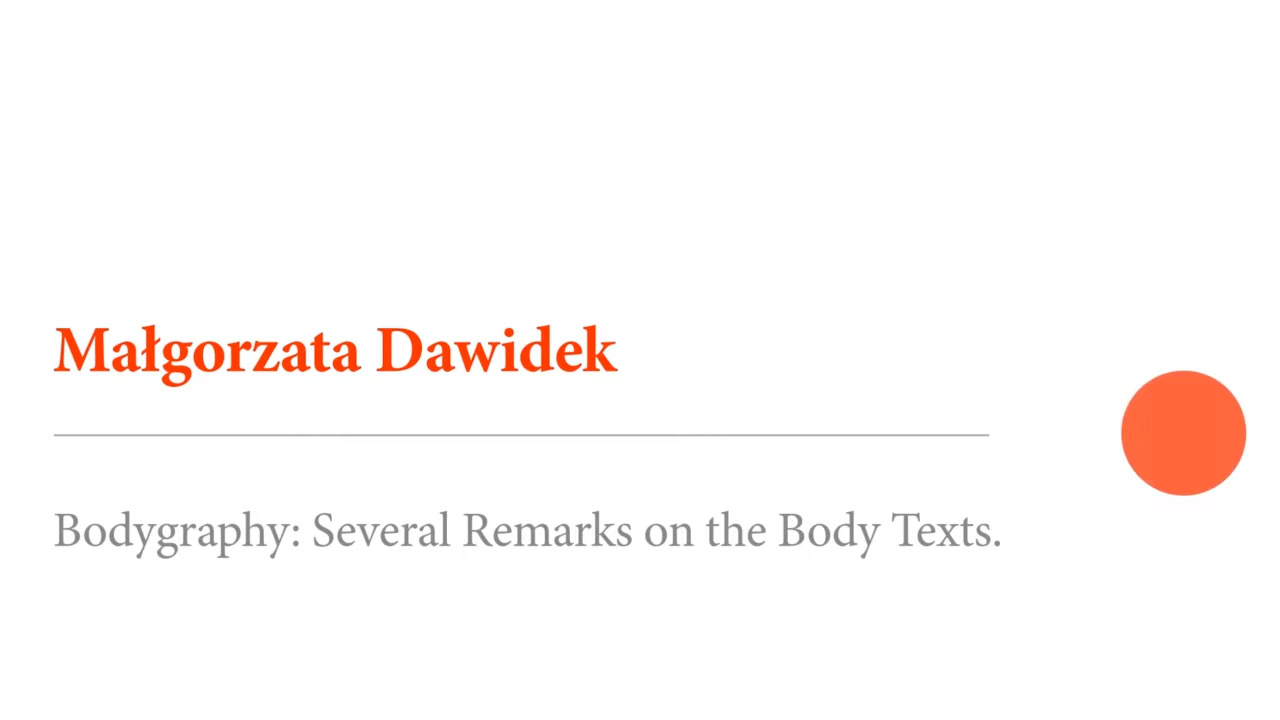 Małgorzata Dawidek
Bodygraphy: Several Remarks on the Body Texts.